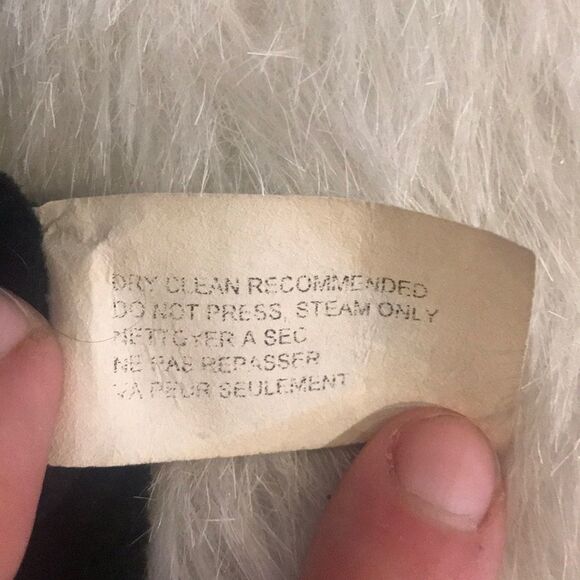 DRY CLEAN RECOMMENDED
DO NOT PRESS, STEAM ONLY
NETTOYER A SEC
NE PAS REPASSER
VAPEUR SEULEMENT